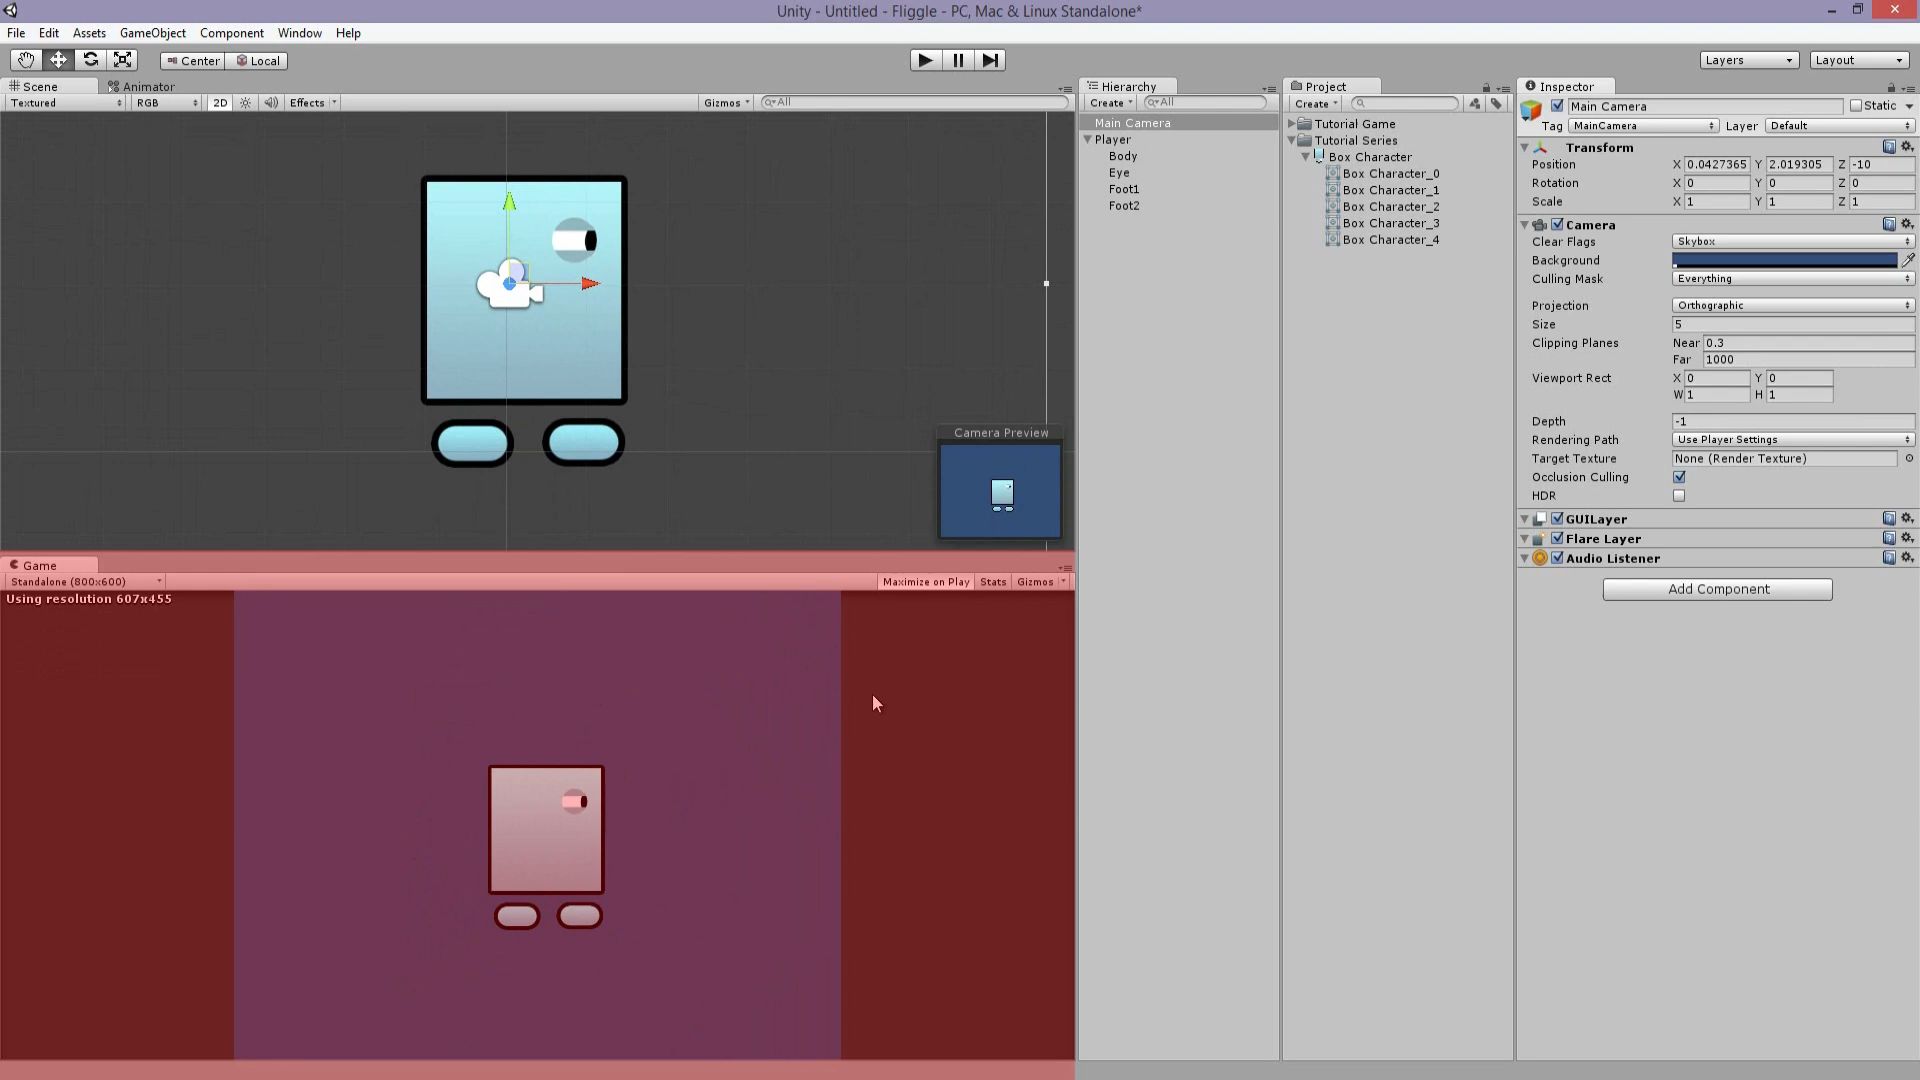 Unity - Untitled - Fliggle - PC, Mac & Linux Standalone*
File Edit Assets GameObject Component Window Help
Center Local Layers Layout
Scene Animator
Textured RGB 2D Effects Gizmos All
Camera Preview
Game
Standalone (800x600) Maximize on Play Stats Gizmos
Using resolution 607x455
Hierarchy
Create All
Main Camera
Player
Body
Eye
Foot1
Foot2
Project
Create
Tutorial Game
Tutorial Series
Box Character
Box Character_0
Box Character_1
Box Character_2
Box Character_3
Box Character_4
Inspector
Main Camera Static
Tag MainCamera Layer Default
Transform
Position X 0.0427365 Y 2.019305 Z -10
Rotation X 0 Y 0 Z 0
Scale X 1 Y 1 Z 1
Camera
Clear Flags Skybox
Background
Culling Mask Everything
Projection Orthographic
Size 5
Clipping Planes Near 0.3
Far 1000
Viewport Rect X 0 Y 0
W 1 H 1
Depth -1
Rendering Path Use Player Settings
Target Texture None (Render Texture)
Occlusion Culling
HDR
GUILayer
Flare Layer
Audio Listener
Add Component